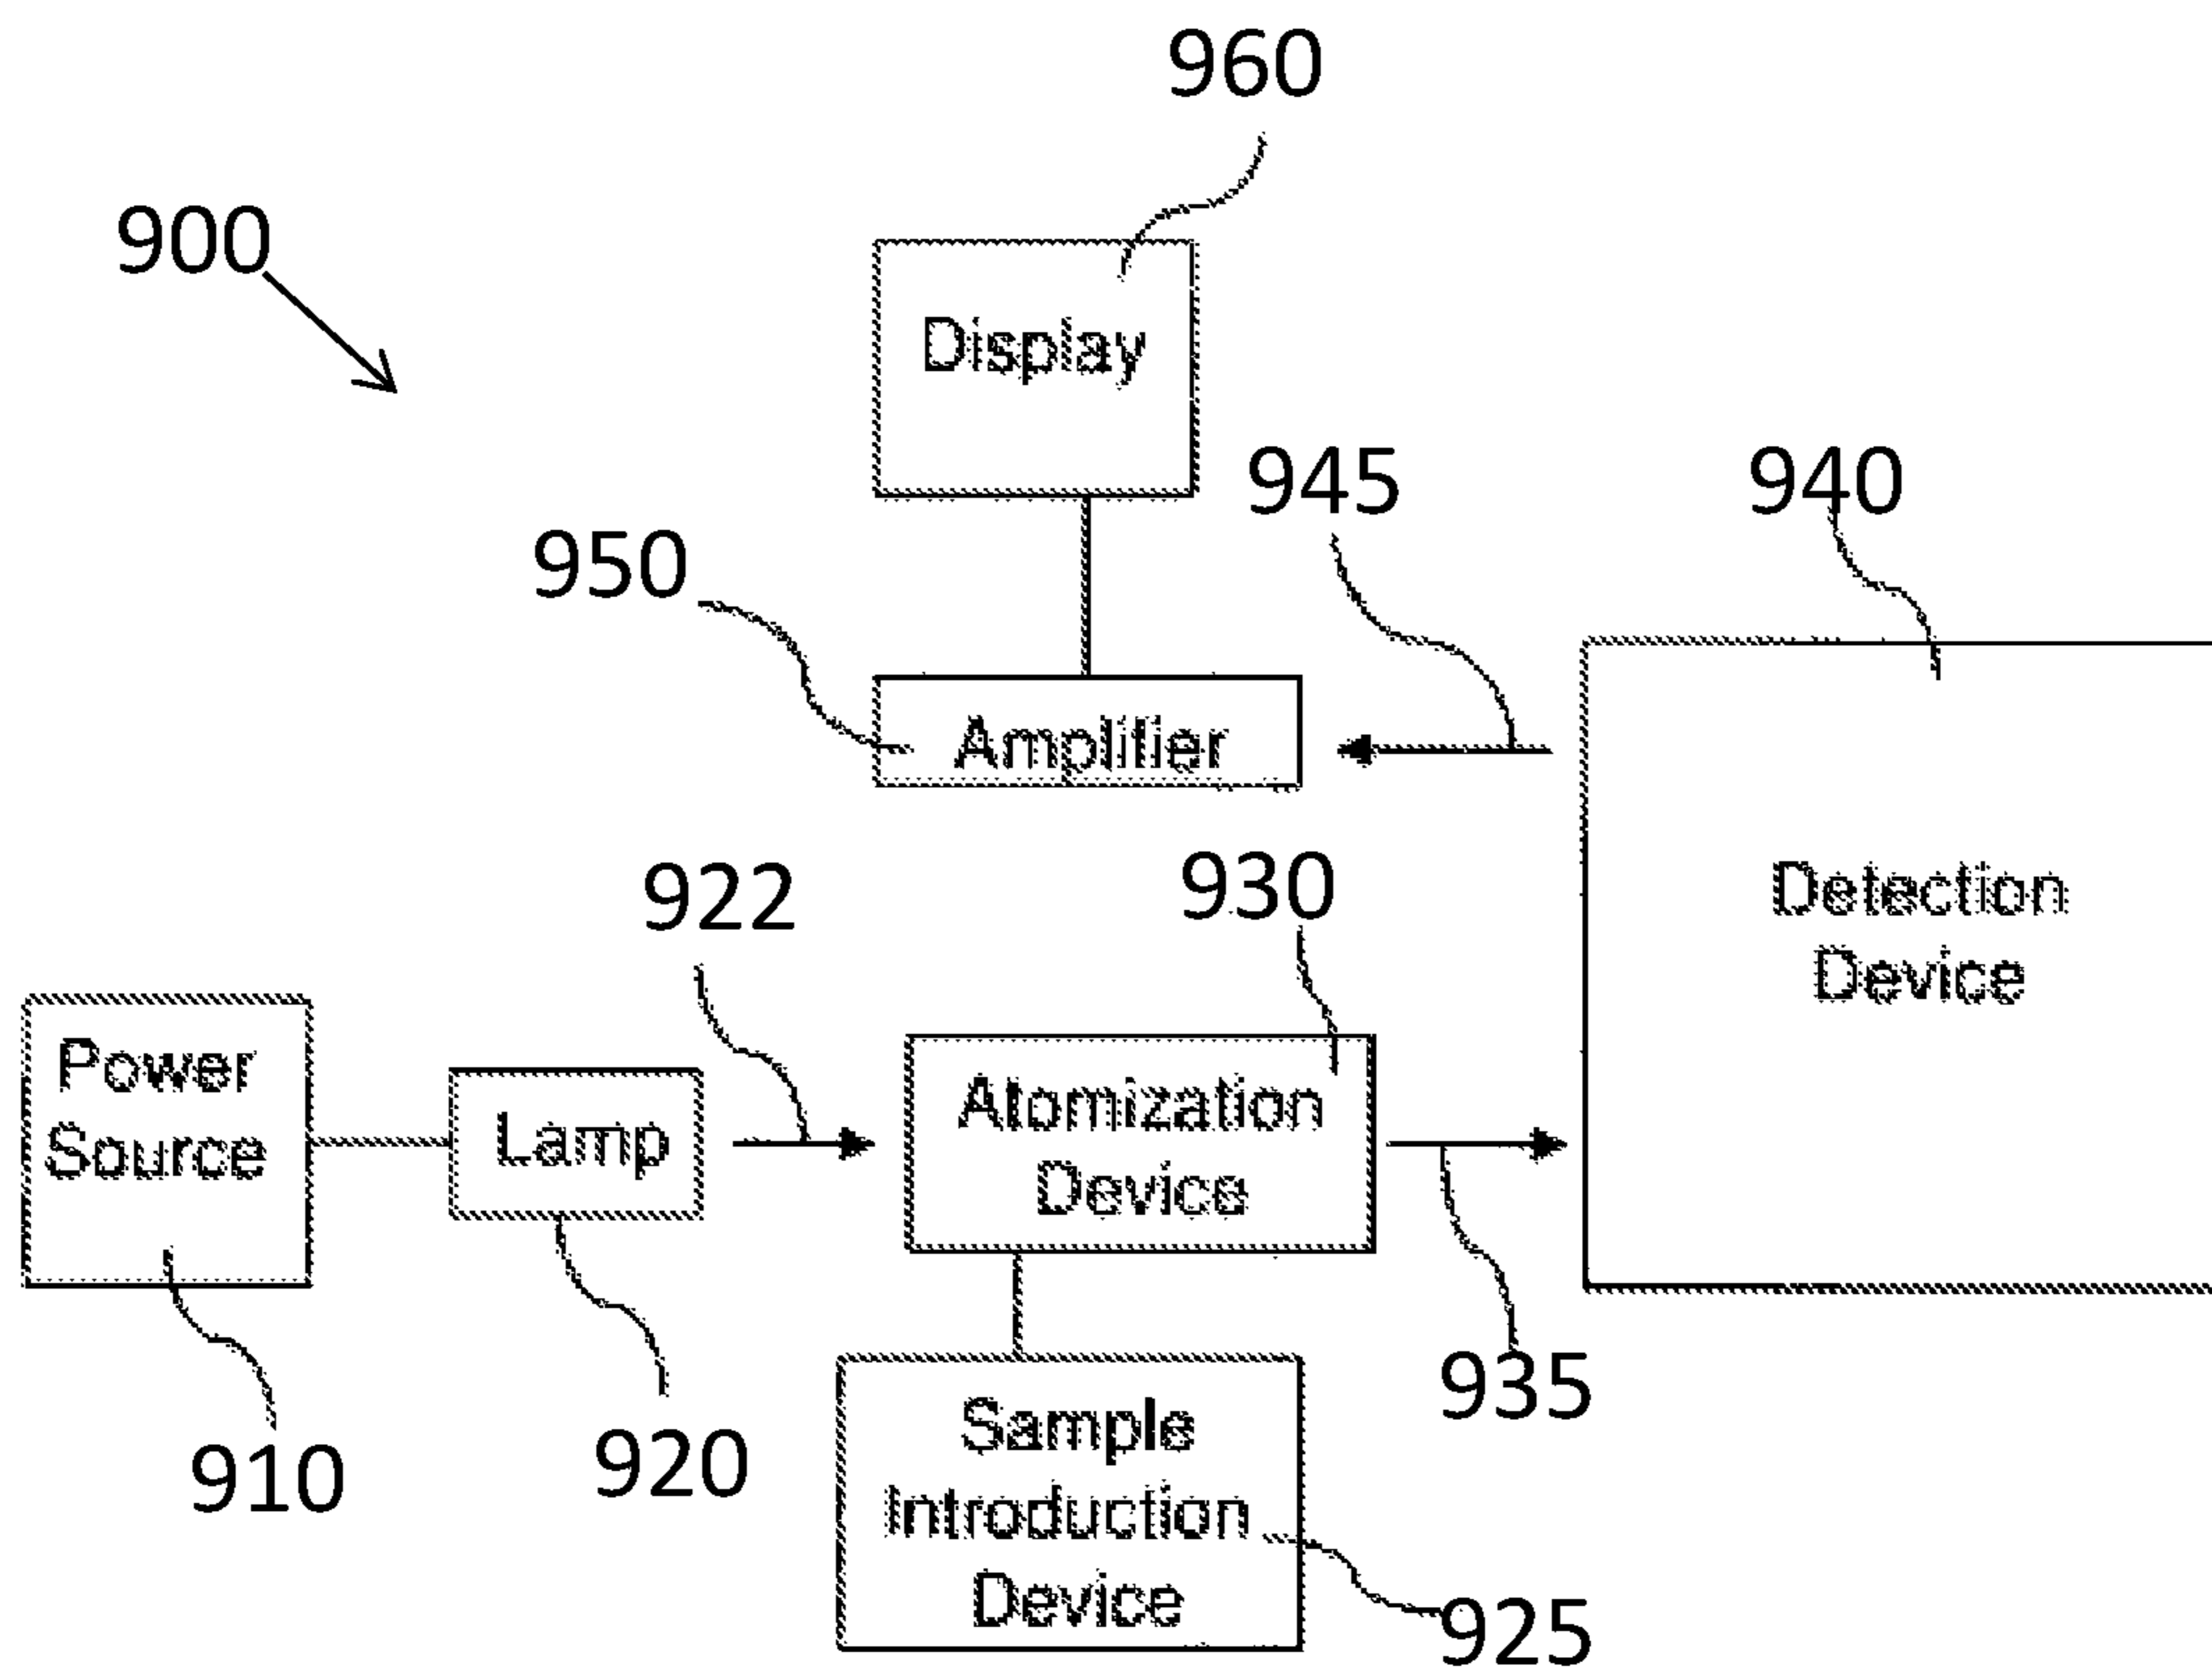 960
900
Display
945
940
950
Amplifier
922
930
Detection
Device
Power
Source
Lamp
Atomization
Device
935
910
920
Sample
Introduction
Device
925